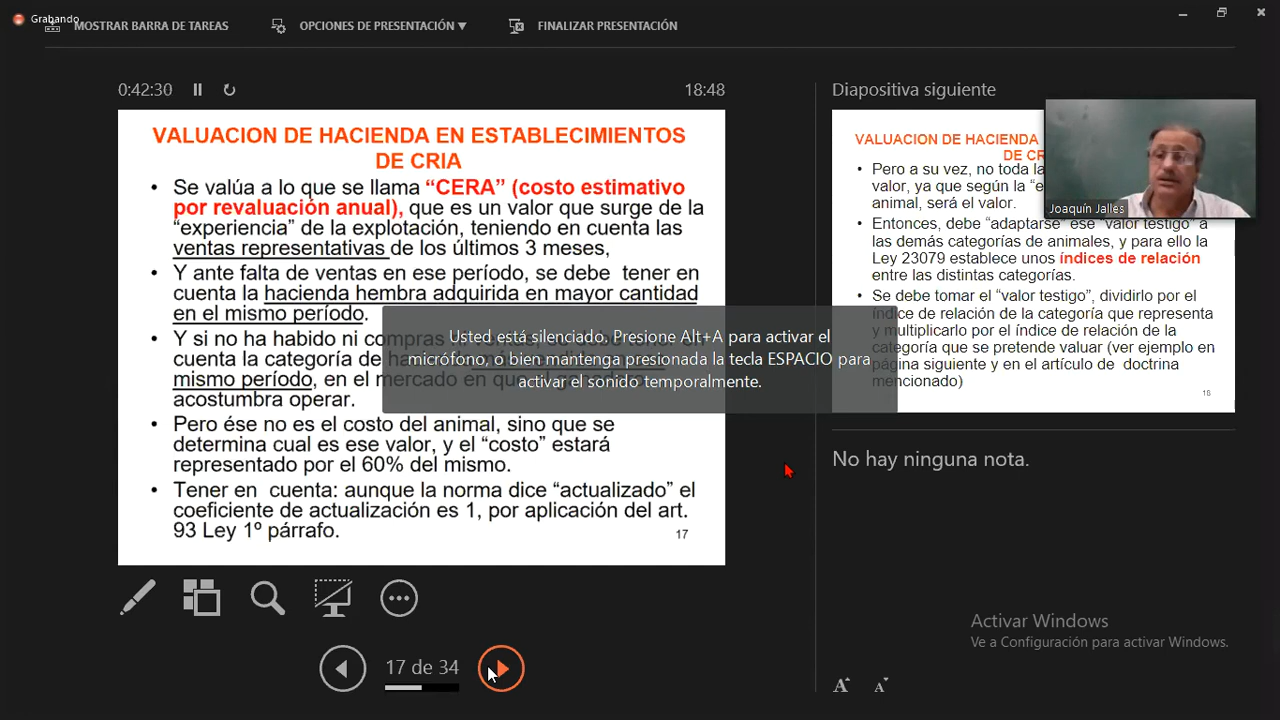 Grabando
MOSTRAR BARRA DE TAREAS
OPCIONES DE PRESENTACIÓN ▼
FINALIZAR PRESENTACIÓN
0:42:30
18:48
VALUACION DE HACIENDA EN ESTABLECIMIENTOS
DE CRIA
• Se valúa a lo que se llama “CERA” (costo estimativo
por revaluación anual), que es un valor que surge de la
“experiencia” de la explotación, teniendo en cuenta las
ventas representativas de los últimos 3 meses,
• Y ante falta de ventas en ese período, se debe tener en
cuenta la hacienda hembra adquirida en mayor cantidad
en el mismo período.
• Y si no ha habido ni compras
cuenta la categoría de
mismo período, en el mercado en que el
acostumbra operar.
• Pero ése no es el costo del animal, sino que se
determina cual es ese valor, y el “costo” estará
representado por el 60% del mismo.
• Tener en cuenta: aunque la norma dice “actualizado” el
coeficiente de actualización es 1, por aplicación del art.
93 Ley 1º párrafo.
17
Usted está silenciado. Presione Alt+A para activar el
micrófono, o bien mantenga presionada la tecla ESPACIO para
activar el sonido temporalmente.
17 de 34
Diapositiva siguiente
VALUACION DE HACIENDA
DE
• Pero a su vez, no toda la
valor, ya que según la
animal, será el valor.
• Entonces, debe “adaptarse” ese “valor testigo” a
las demás categorías de animales, y para ello la
Ley 23079 establece unos índices de relación
entre las distintas categorías.
• Se debe tomar el “valor testigo”, dividirlo por el
índice de relación de la categoría que representa
y multiplicarlo por el índice de relación de la
categoría que se pretende valuar (ver ejemplo en
página siguiente y en el artículo de doctrina
mencionado)
18
Joaquín Jalles
No hay ninguna nota.
Activar Windows
Ve a Configuración para activar Windows.
A A